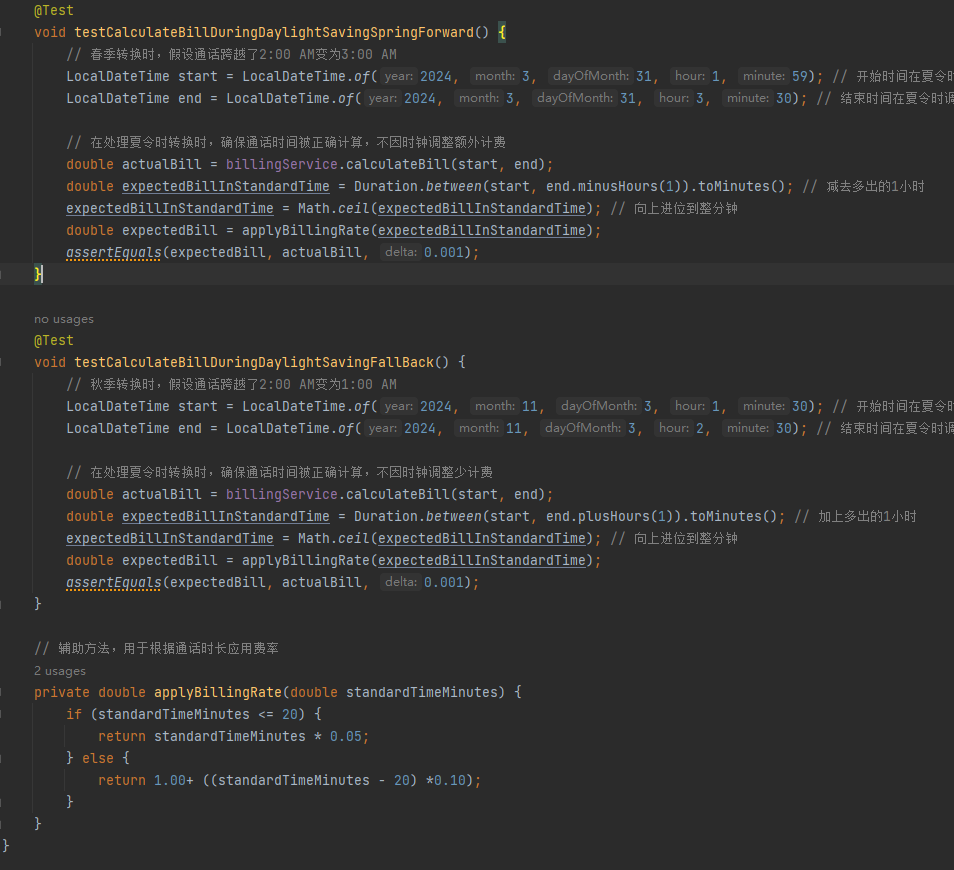 @Test
void testCalculateBillDuringDaylightSavingSpringForward() {
// 春季转换时，假设通话跨越了2:00 AM变为3:00 AM
LocalDateTime start = LocalDateTime.of( year: 2024, month: 3, dayOfMonth: 31, hour: 1, minute: 59); // 开始时间在夏令时
LocalDateTime end = LocalDateTime.of( year: 2024, month: 3, dayOfMonth: 31, hour: 3, minute: 30); // 结束时间在夏令时调
// 在处理夏令时转换时，确保通话时间被正确计算，不因时钟调整额外计费
double actualBill = billingService.calculateBill(start, end);
double expectedBillInStandardTime = Duration.between(start, end.minusHours(1)).toMinutes(); // 减去多出的1小时
expectedBillInStandardTime = Math.ceil(expectedBillInStandardTime); // 向上进位到整分钟
double expectedBill = applyBillingRate(expectedBillInStandardTime);
assertEquals(expectedBill, actualBill, delta: 0.001);
}
no usages
@Test
void testCalculateBillDuringDaylightSavingFallBack() {
// 秋季转换时，假设通话跨越了2:00 AM变为1:00 AM
LocalDateTime start = LocalDateTime.of( year: 2024, month: 11, dayOfMonth: 3, hour: 1, minute: 30); // 开始时间在夏令时
LocalDateTime end = LocalDateTime.of( year: 2024, month: 11, dayOfMonth: 3, hour: 2, minute: 30); // 结束时间在夏令时调
// 在处理夏令时转换时，确保通话时间被正确计算，不因时钟调整少计费
double actualBill = billingService.calculateBill(start, end);
double expectedBillInStandardTime = Duration.between(start, end.plusHours(1)).toMinutes(); // 加上多出的1小时
expectedBillInStandardTime = Math.ceil(expectedBillInStandardTime); // 向上进位到整分钟
double expectedBill = applyBillingRate(expectedBillInStandardTime);
assertEquals(expectedBill, actualBill, delta: 0.001);
}
// 辅助方法，用于根据通话时长应用费率
2 usages
private double applyBillingRate(double standardTimeMinutes) {
if (standardTimeMinutes <= 20) {
return standardTimeMinutes * 0.05;
} else {
return 1.00+ ((standardTimeMinutes - 20) *0.10);
}
}
}